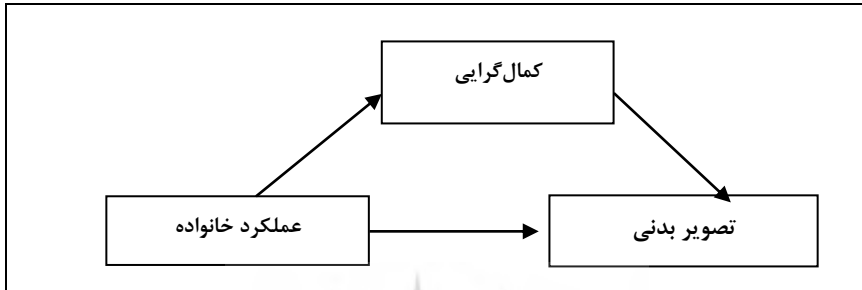 کمال‌گرایی
عملکرد خانواده
تصویر بدنی